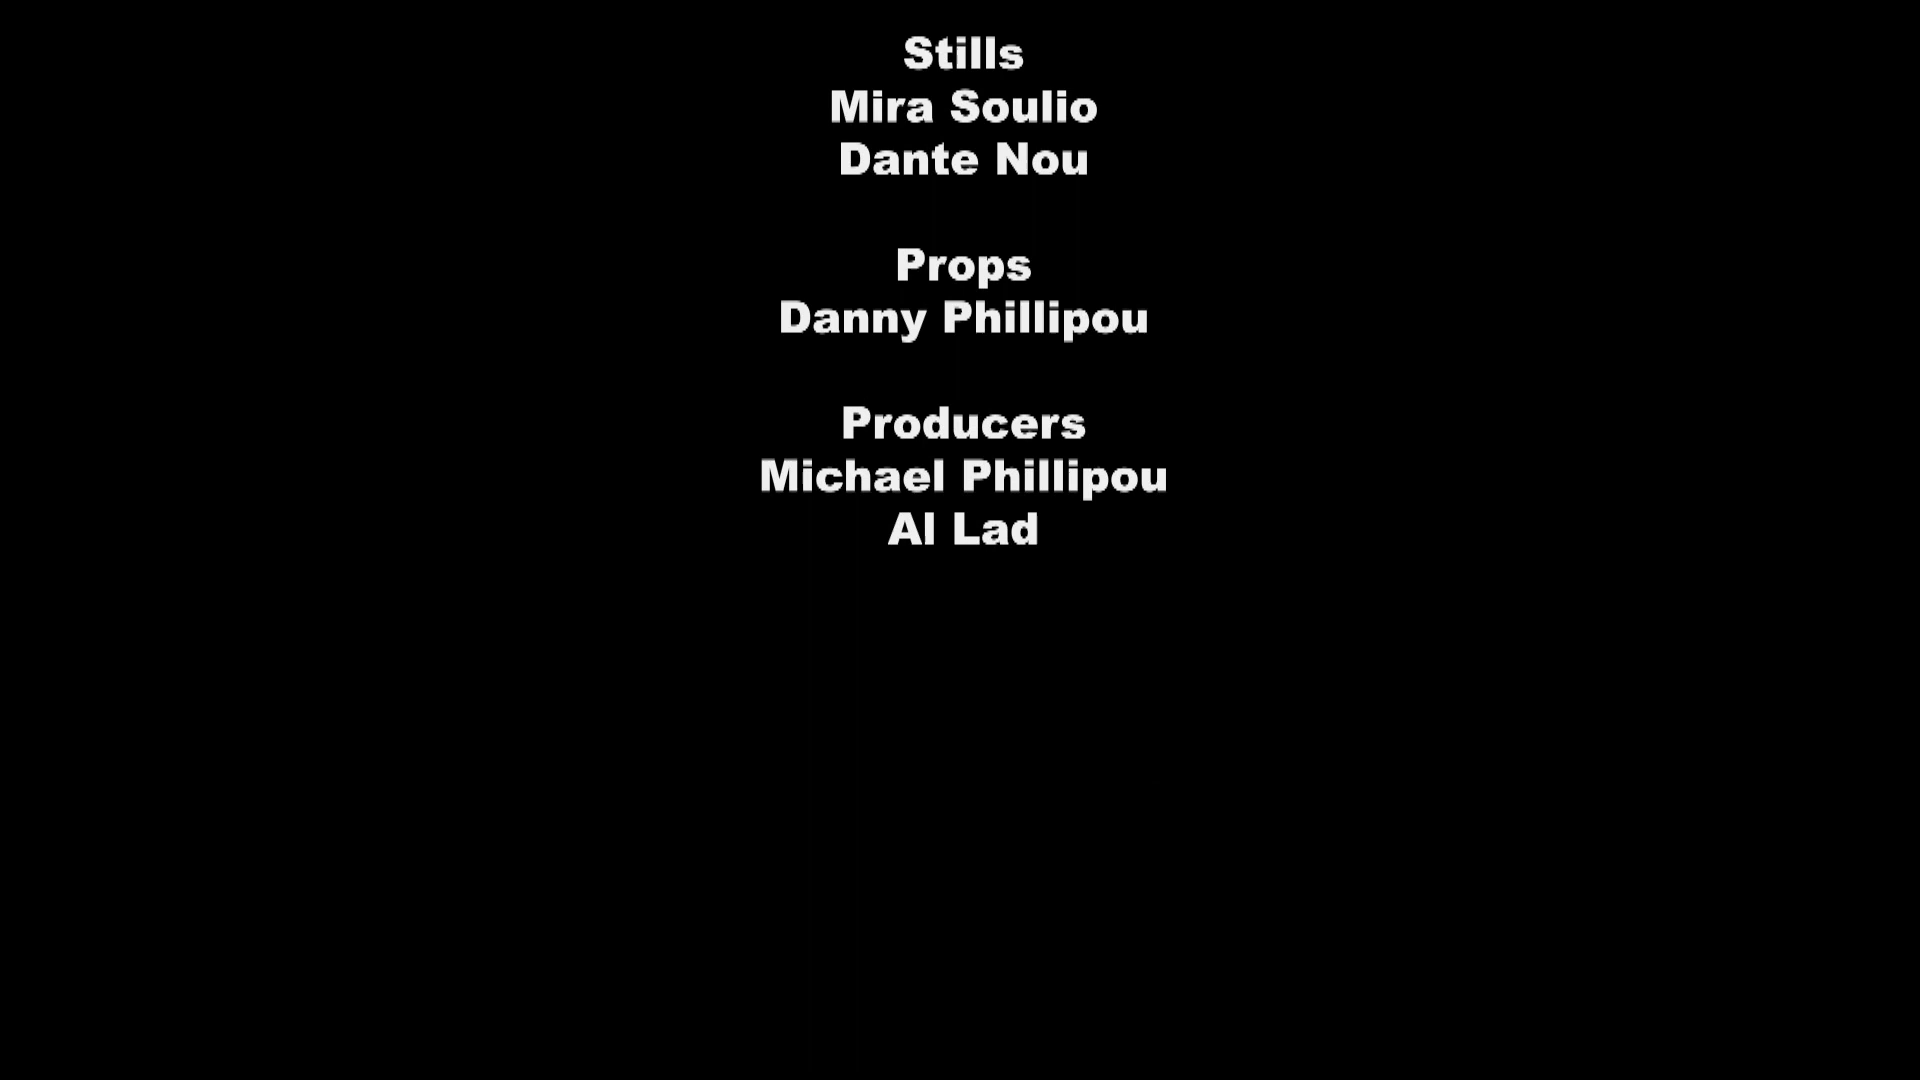 Stills
Mira Soulio
Dante Nou
Props
Danny Phillipou
Producers
Michael Phillipou
Al Lad